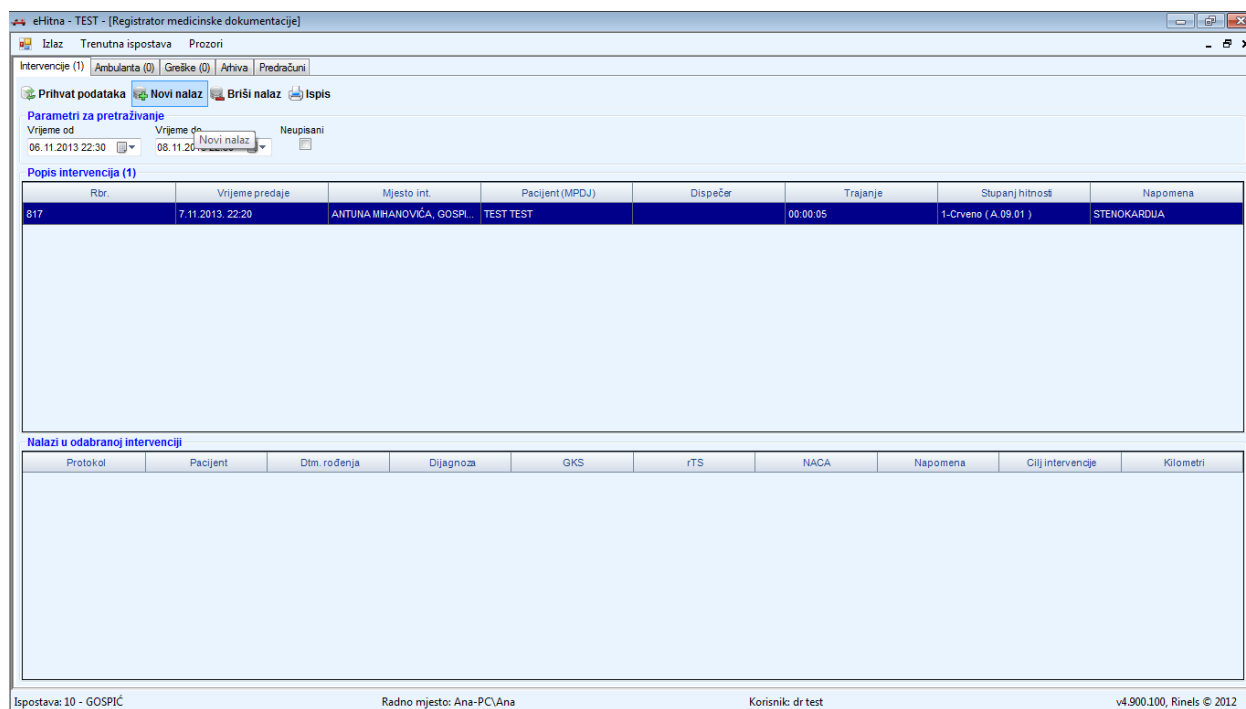 eHitna - TEST - [Registrator medicinske dokumentacije]
Izlaz Trenutna ispostava Prozori
Intervencije (1) Ambulanta (0) Greške (0) Arhiva Predračuni
Prihvat podataka Novi nalaz Briši nalaz Ispis
Parametri za pretraživanje
Vrijeme od Vrijeme do Neupisani
Novi nalaz
06.11.2013 22:30 08.11.20
Popis intervencija (1)
Rbr. Vrijeme predaje Mjesto int. Pacijent (MPDJ) Dispečer Trajanje Stupanj hitnosti Napomena
817 7.11.2013. 22:20 ANTUNA MIHANOVIĆA, GOSPI... TEST TEST 00:00:05 1-Crveno ( A.09.01 ) STENOKARDIJA
Nalazi u odabranoj intervenciji
Protokol Pacijent Dtm. rođenja Dijagnoza GKS rTS NACA Napomena Cilj intervencije Kilometri
Ispostava: 10 - GOSPIĆ Radno mjesto: Ana-PC\Ana Korisnik: dr test v4.900.100, Rinels © 2012